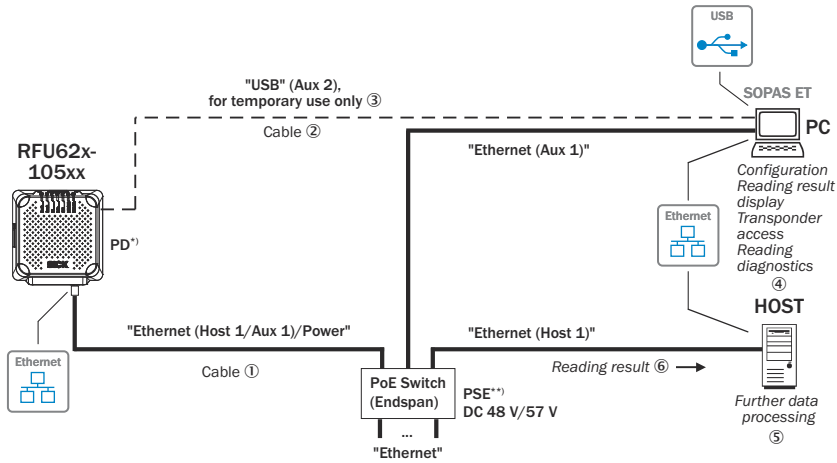 USB
"USB" (Aux 2),
for temporary use only ③
Cable ②
SOPAS ET
PC
RFU62x-
105xx
"Ethernet (Aux 1)"
Configuration
Reading result
display
Transponder
access
Reading
diagnostics
④
Ethernet
PD*)
SICK
HOST
"Ethernet (Host 1/Aux 1)/Power"
"Ethernet (Host 1)"
Ethernet
Cable ①
Reading result ⑥
PoE Switch
(Endspan)
PSE**)
DC 48 V/57 V
Further data
processing
⑤
...
"Ethernet"